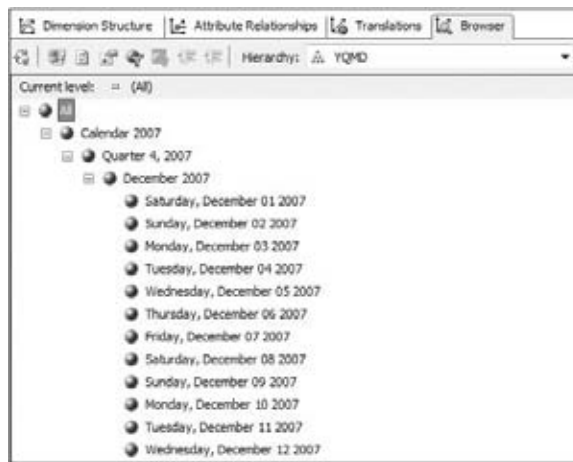 Dimension Structure Attribute Relationships Translations Browser
Hierarchy: YQMD
Current level: (All)
All
Calendar 2007
Quarter 4, 2007
December 2007
Saturday, December 01 2007
Sunday, December 02 2007
Monday, December 03 2007
Tuesday, December 04 2007
Wednesday, December 05 2007
Thursday, December 06 2007
Friday, December 07 2007
Saturday, December 08 2007
Sunday, December 09 2007
Monday, December 10 2007
Tuesday, December 11 2007
Wednesday, December 12 2007